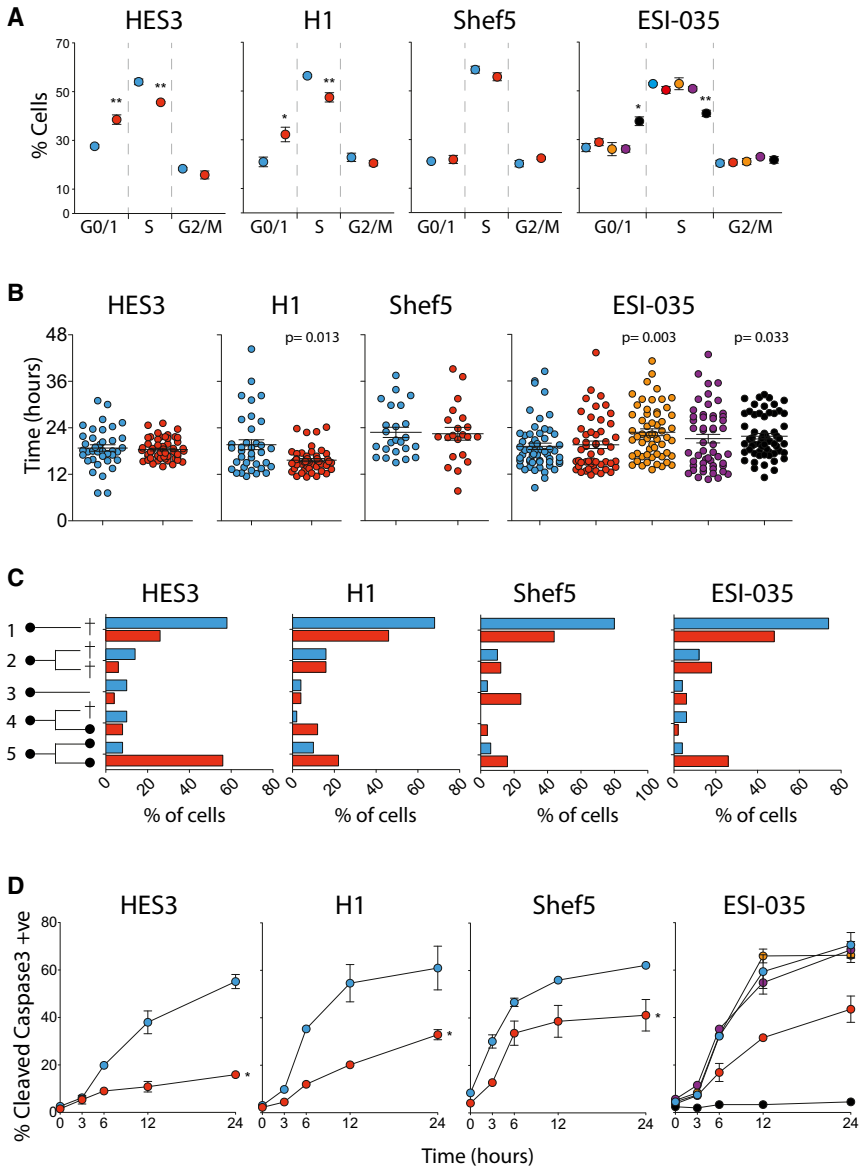 A
HES3 H1 Shef5 ESI-035
% Cells
70
50
30
10
0
** ** * ** * **
G0/1 S G2/M G0/1 S G2/M G0/1 S G2/M G0/1 S G2/M
B
HES3 H1 Shef5 ESI-035
Time (hours)
48
36
24
12
0
p= 0.013 p= 0.003 p= 0.033
C
HES3 H1 Shef5 ESI-035
1
2
3
4
5
0 20 40 60 80 0 20 40 60 80 0 20 40 60 80 100 0 20 40 60 80
% of cells % of cells % of cells % of cells
D
HES3 H1 Shef5 ESI-035
% Cleaved Caspase3 +ve
80
60
40
20
0
* * *
0 3 6 12 24 0 3 6 12 24 0 3 6 12 24 0 3 6 12 24
Time (hours)